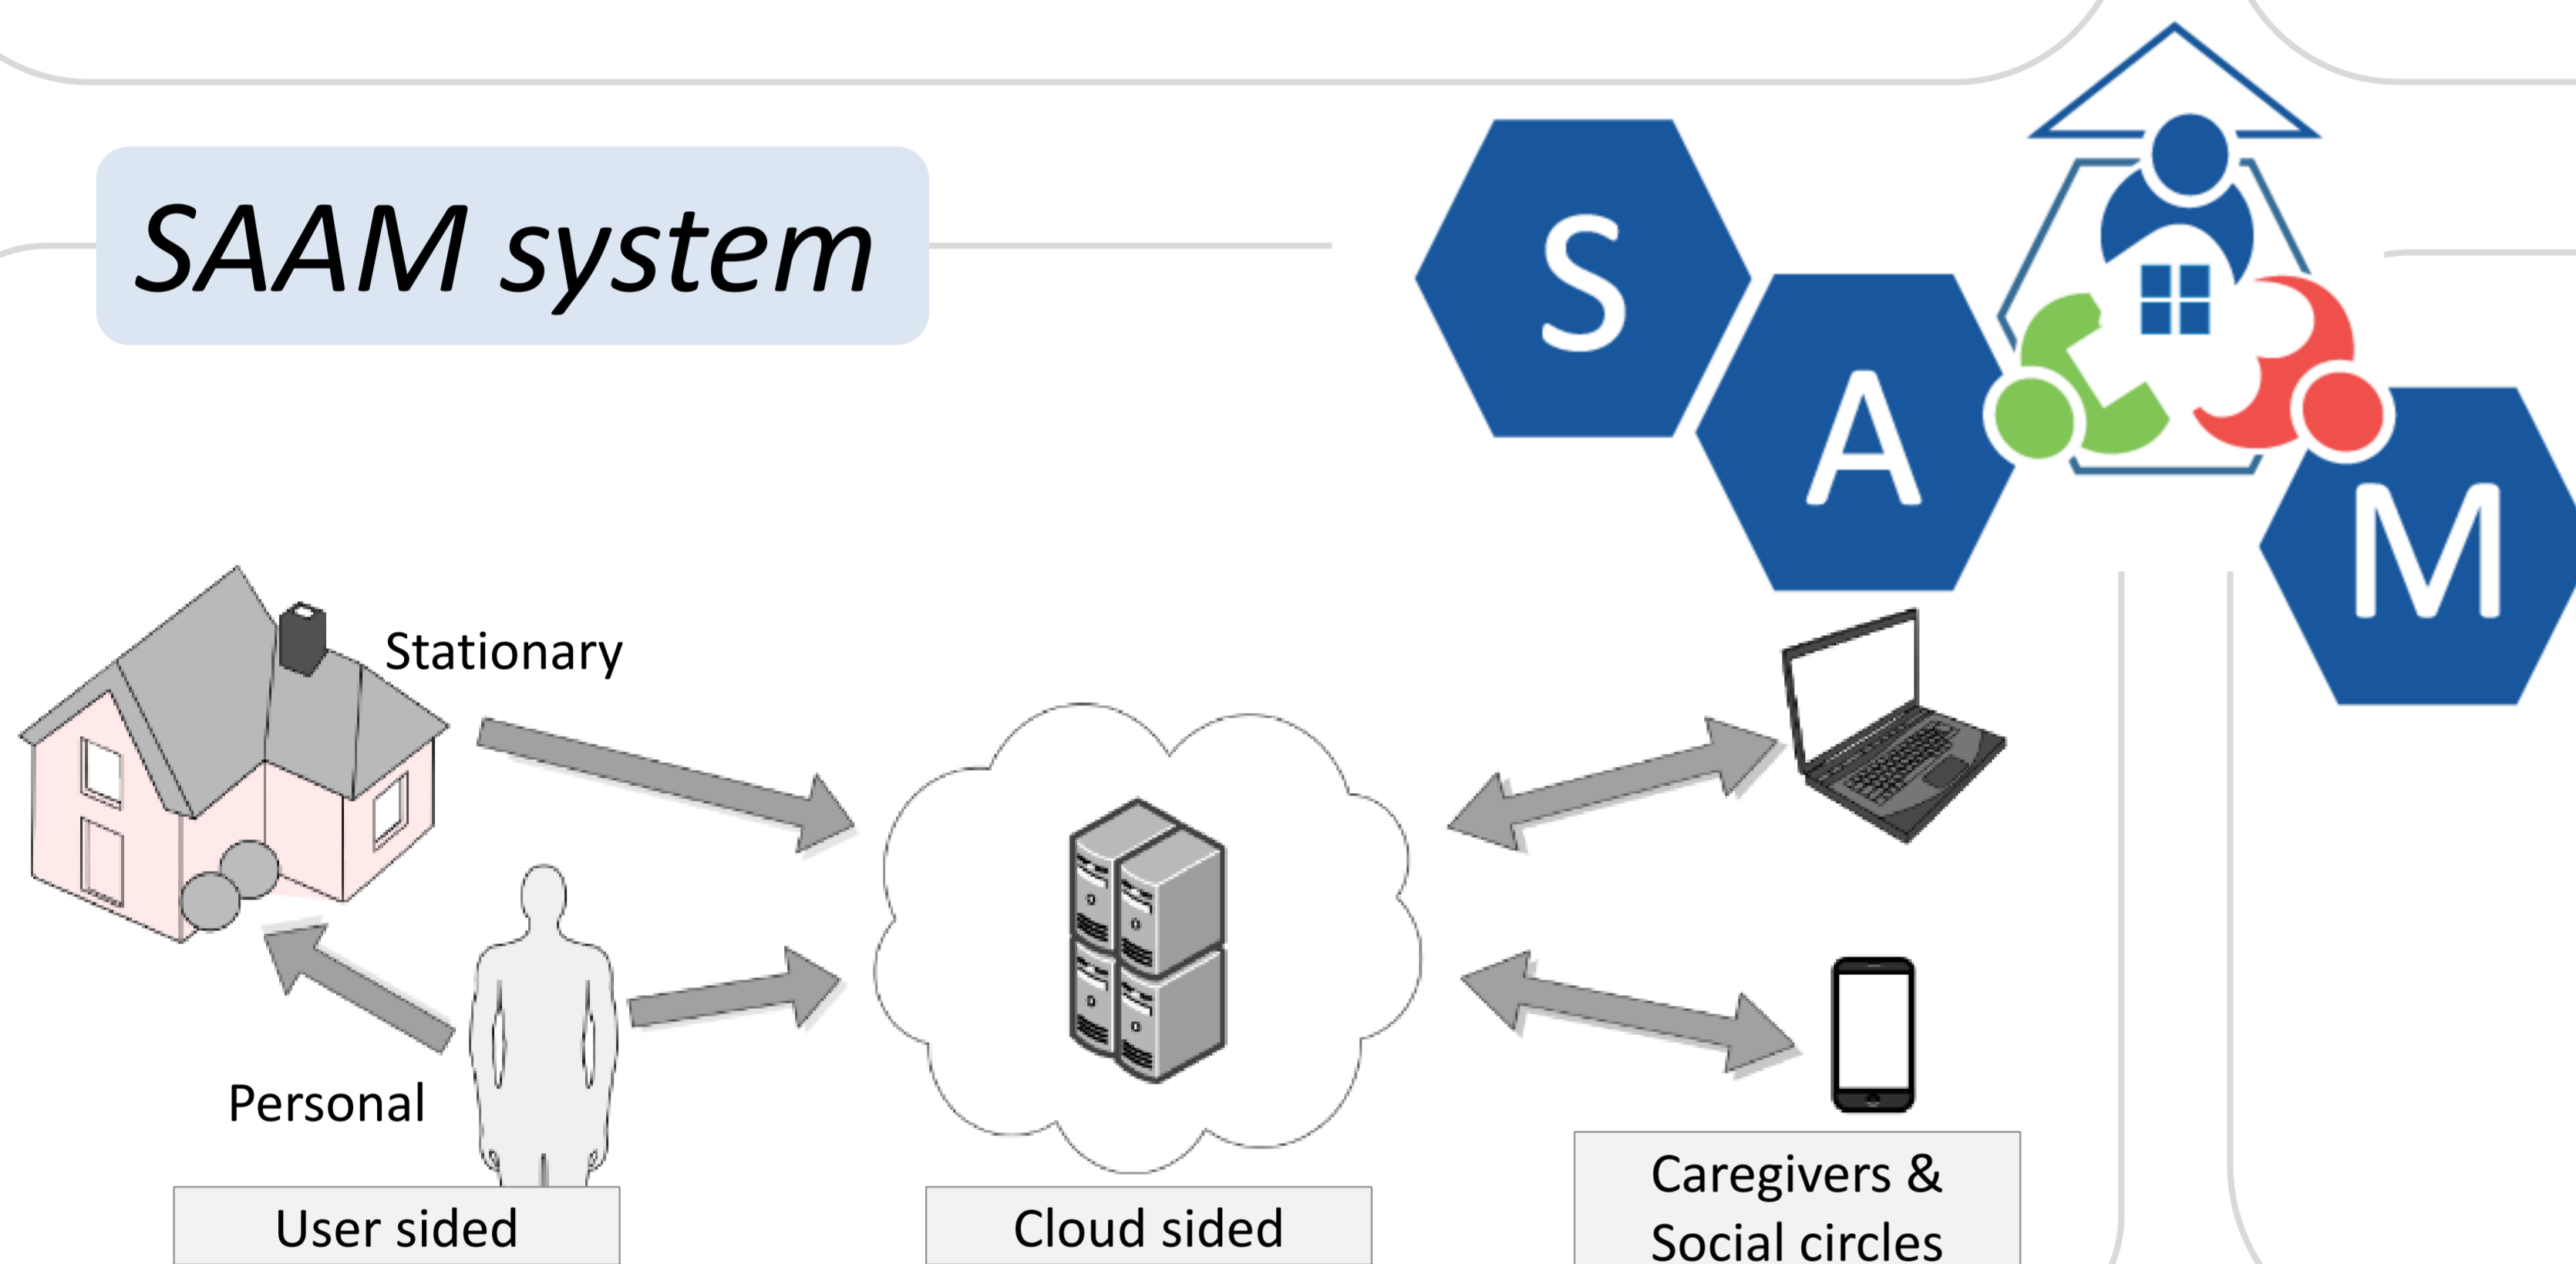 SAAM system
S
A
M
Stationary
Personal
User sided
Cloud sided
Caregivers &
Social circles